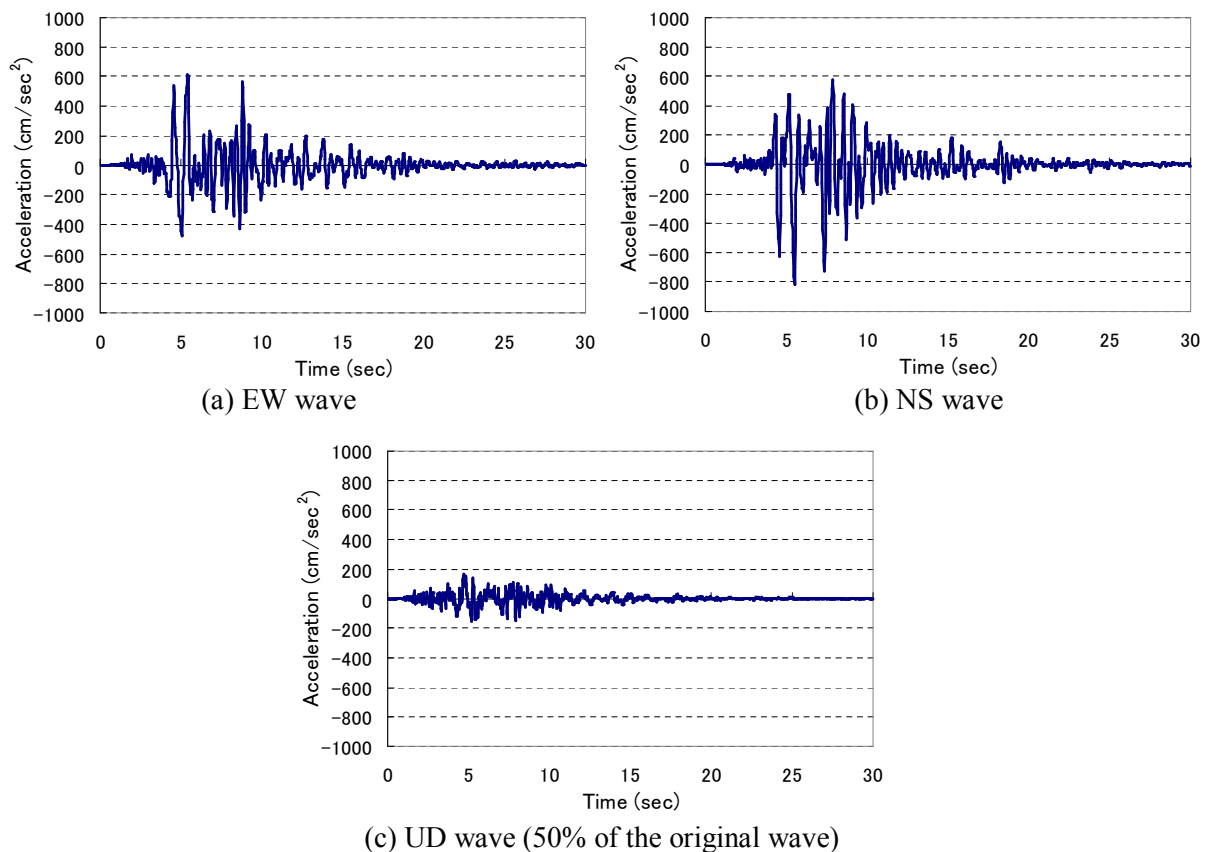 1000
800
600
400
200
0
−200
−400
−600
−800
−1000
Acceleration (cm/sec²)
0 5 10 15 20 25 30
Time (sec)
(a) EW wave
1000
800
600
400
200
0
−200
−400
−600
−800
−1000
Acceleration (cm/sec²)
0 5 10 15 20 25 30
Time (sec)
(b) NS wave
1000
800
600
400
200
0
−200
−400
−600
−800
−1000
Acceleration (cm/sec²)
0 5 10 15 20 25 30
Time (sec)
(c) UD wave (50% of the original wave)